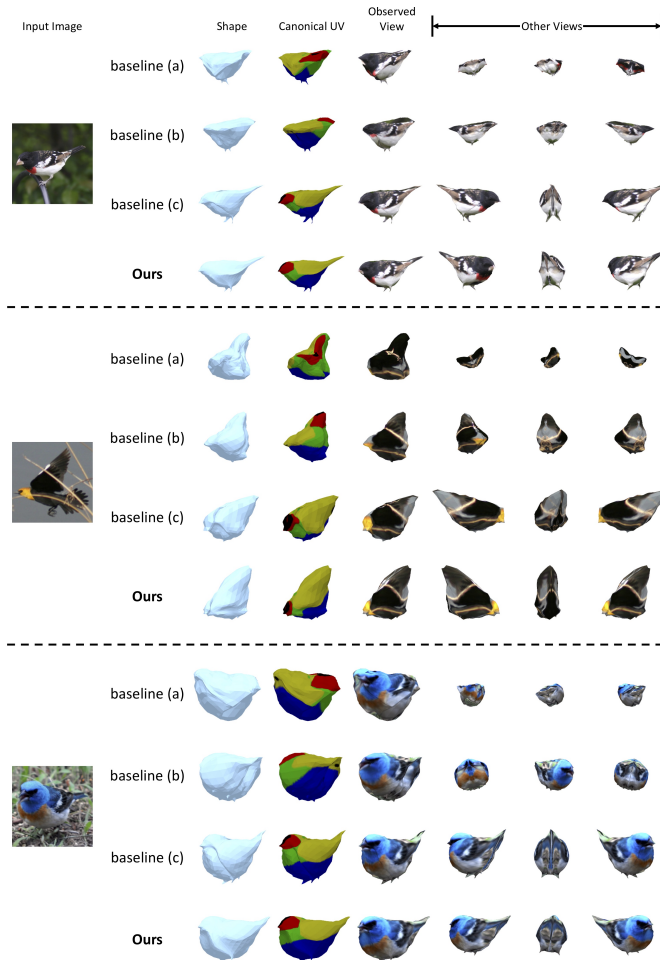 Input Image
Shape
Canonical UV
Observed
View
Other Views
baseline (a)
baseline (b)
baseline (c)
Ours
baseline (a)
baseline (b)
baseline (c)
Ours
baseline (a)
baseline (b)
baseline (c)
Ours